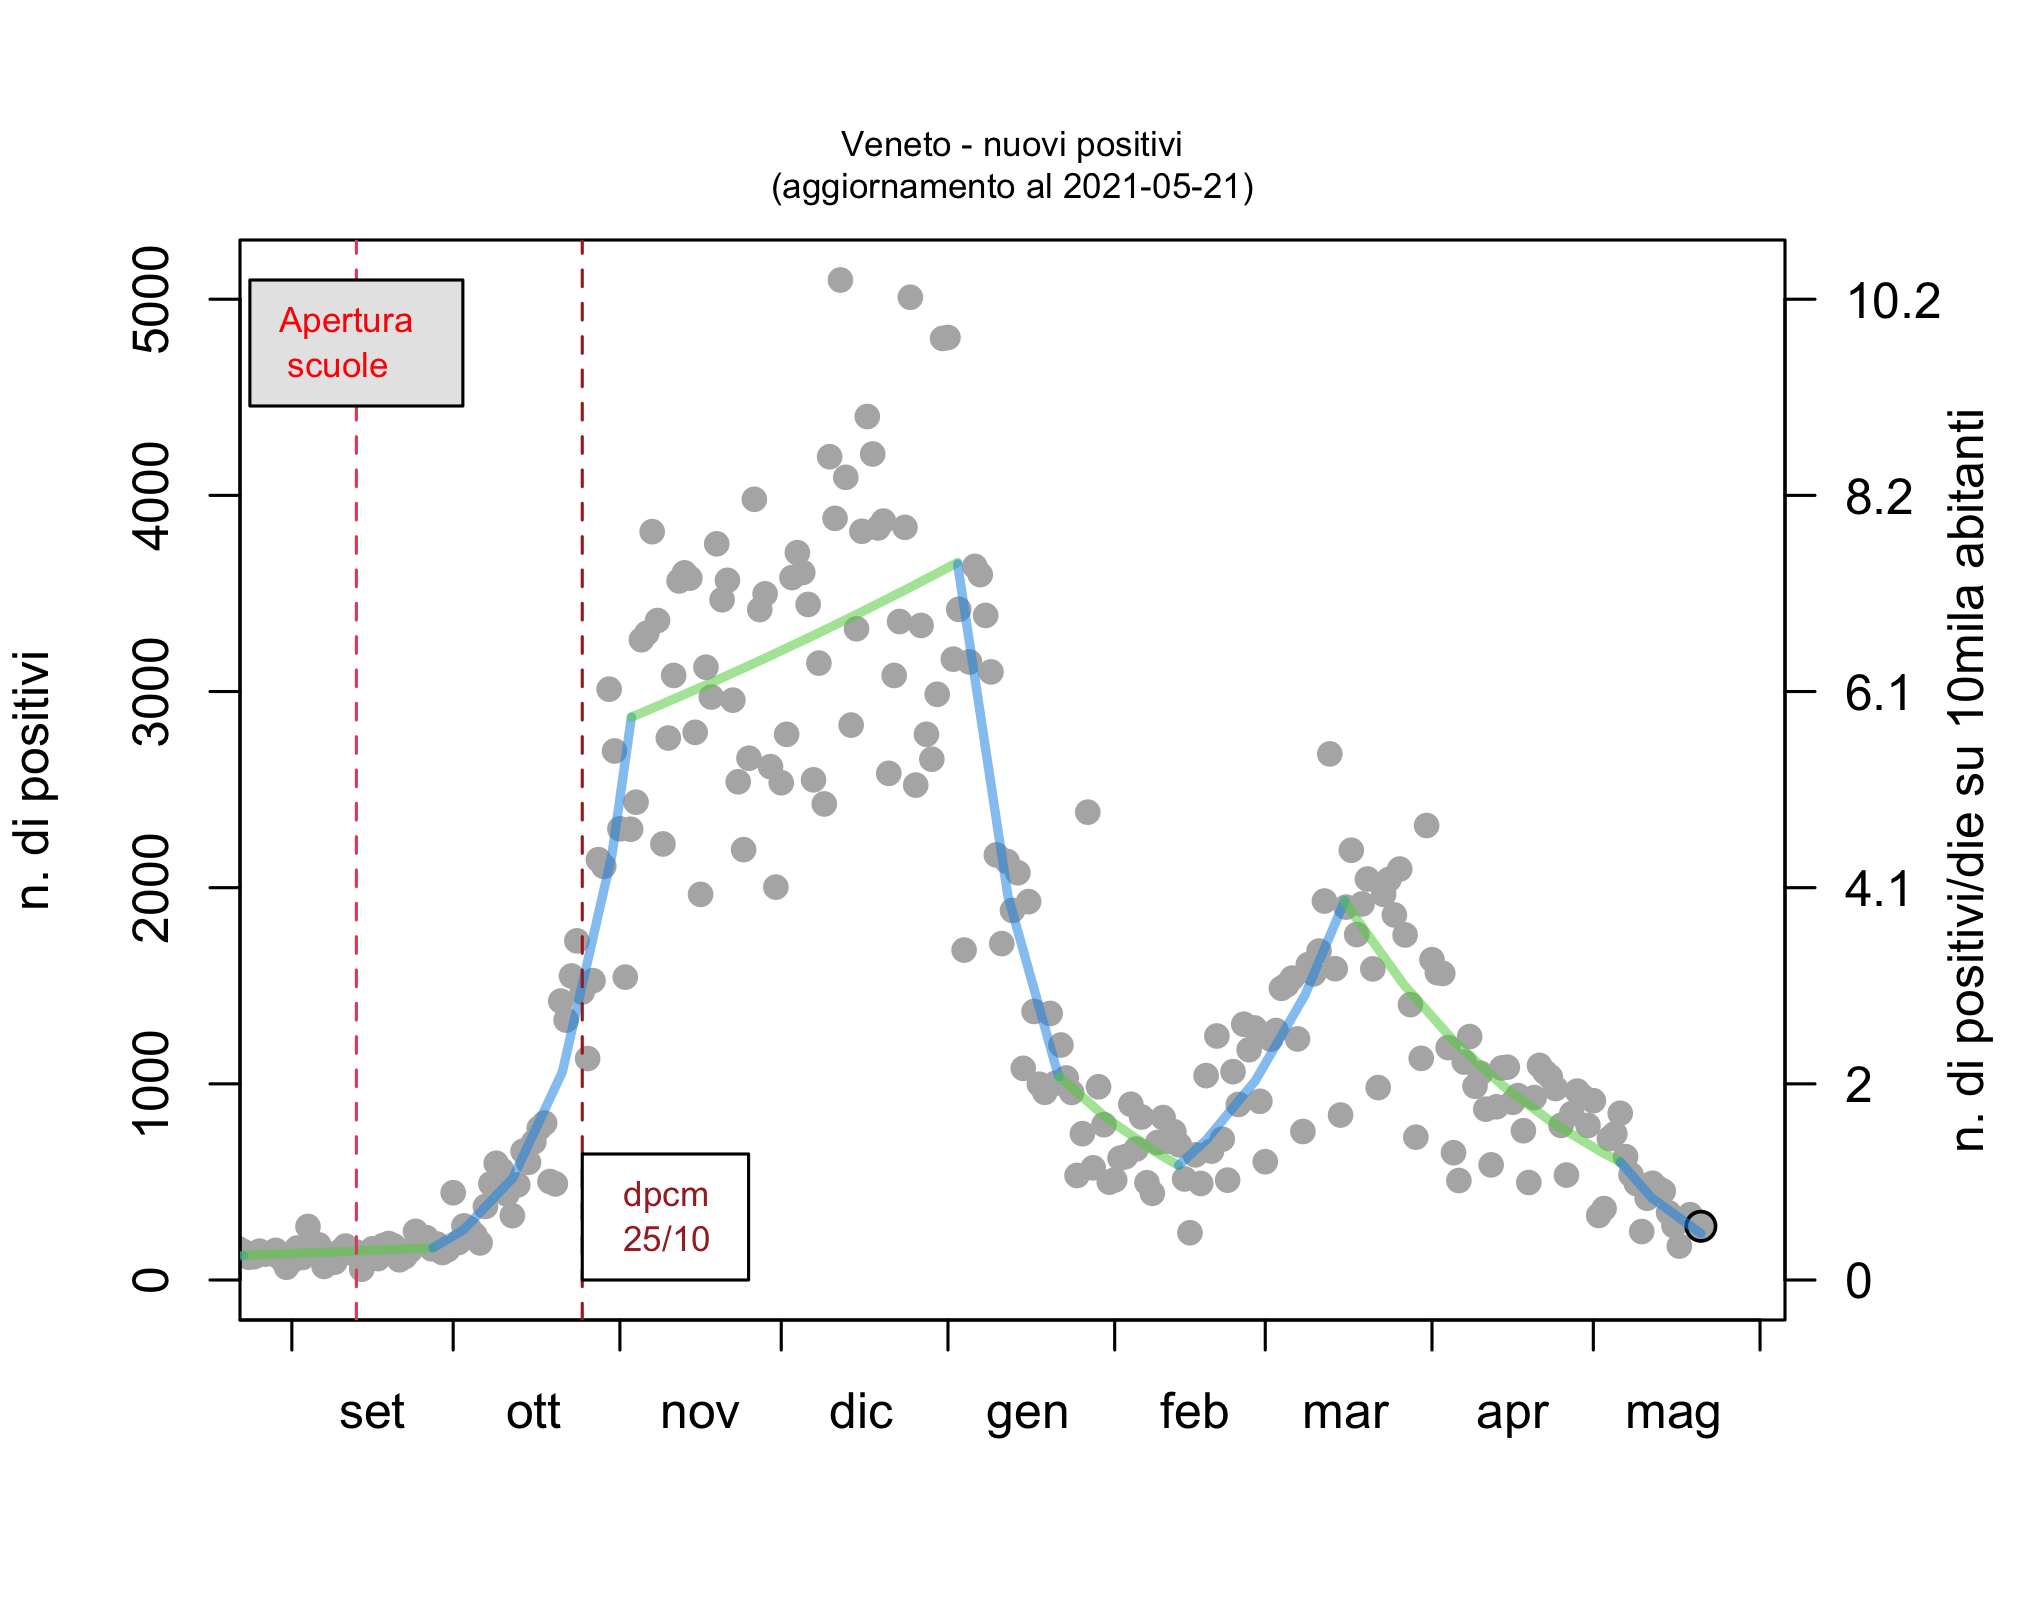 Veneto - nuovi positivi
(aggiornamento al 2021-05-21)
Apertura
scuole
dpcm
25/10
n. di positivi
0
1000
2000
3000
4000
5000
n. di positivi/die su 10mila abitanti
10.2
8.2
6.1
4.1
2
0
set ott nov dic gen feb mar apr mag